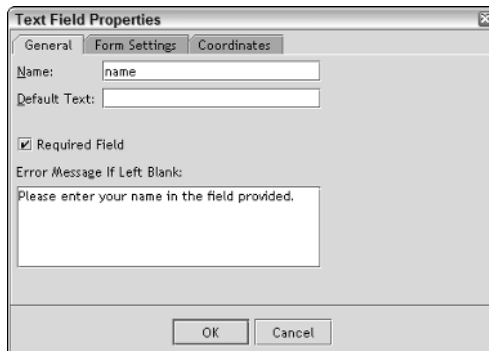 Text Field Properties
General Form Settings Coordinates
Name: name
Default Text:
Required Field
Error Message If Left Blank:
Please enter your name in the field provided.
OK Cancel